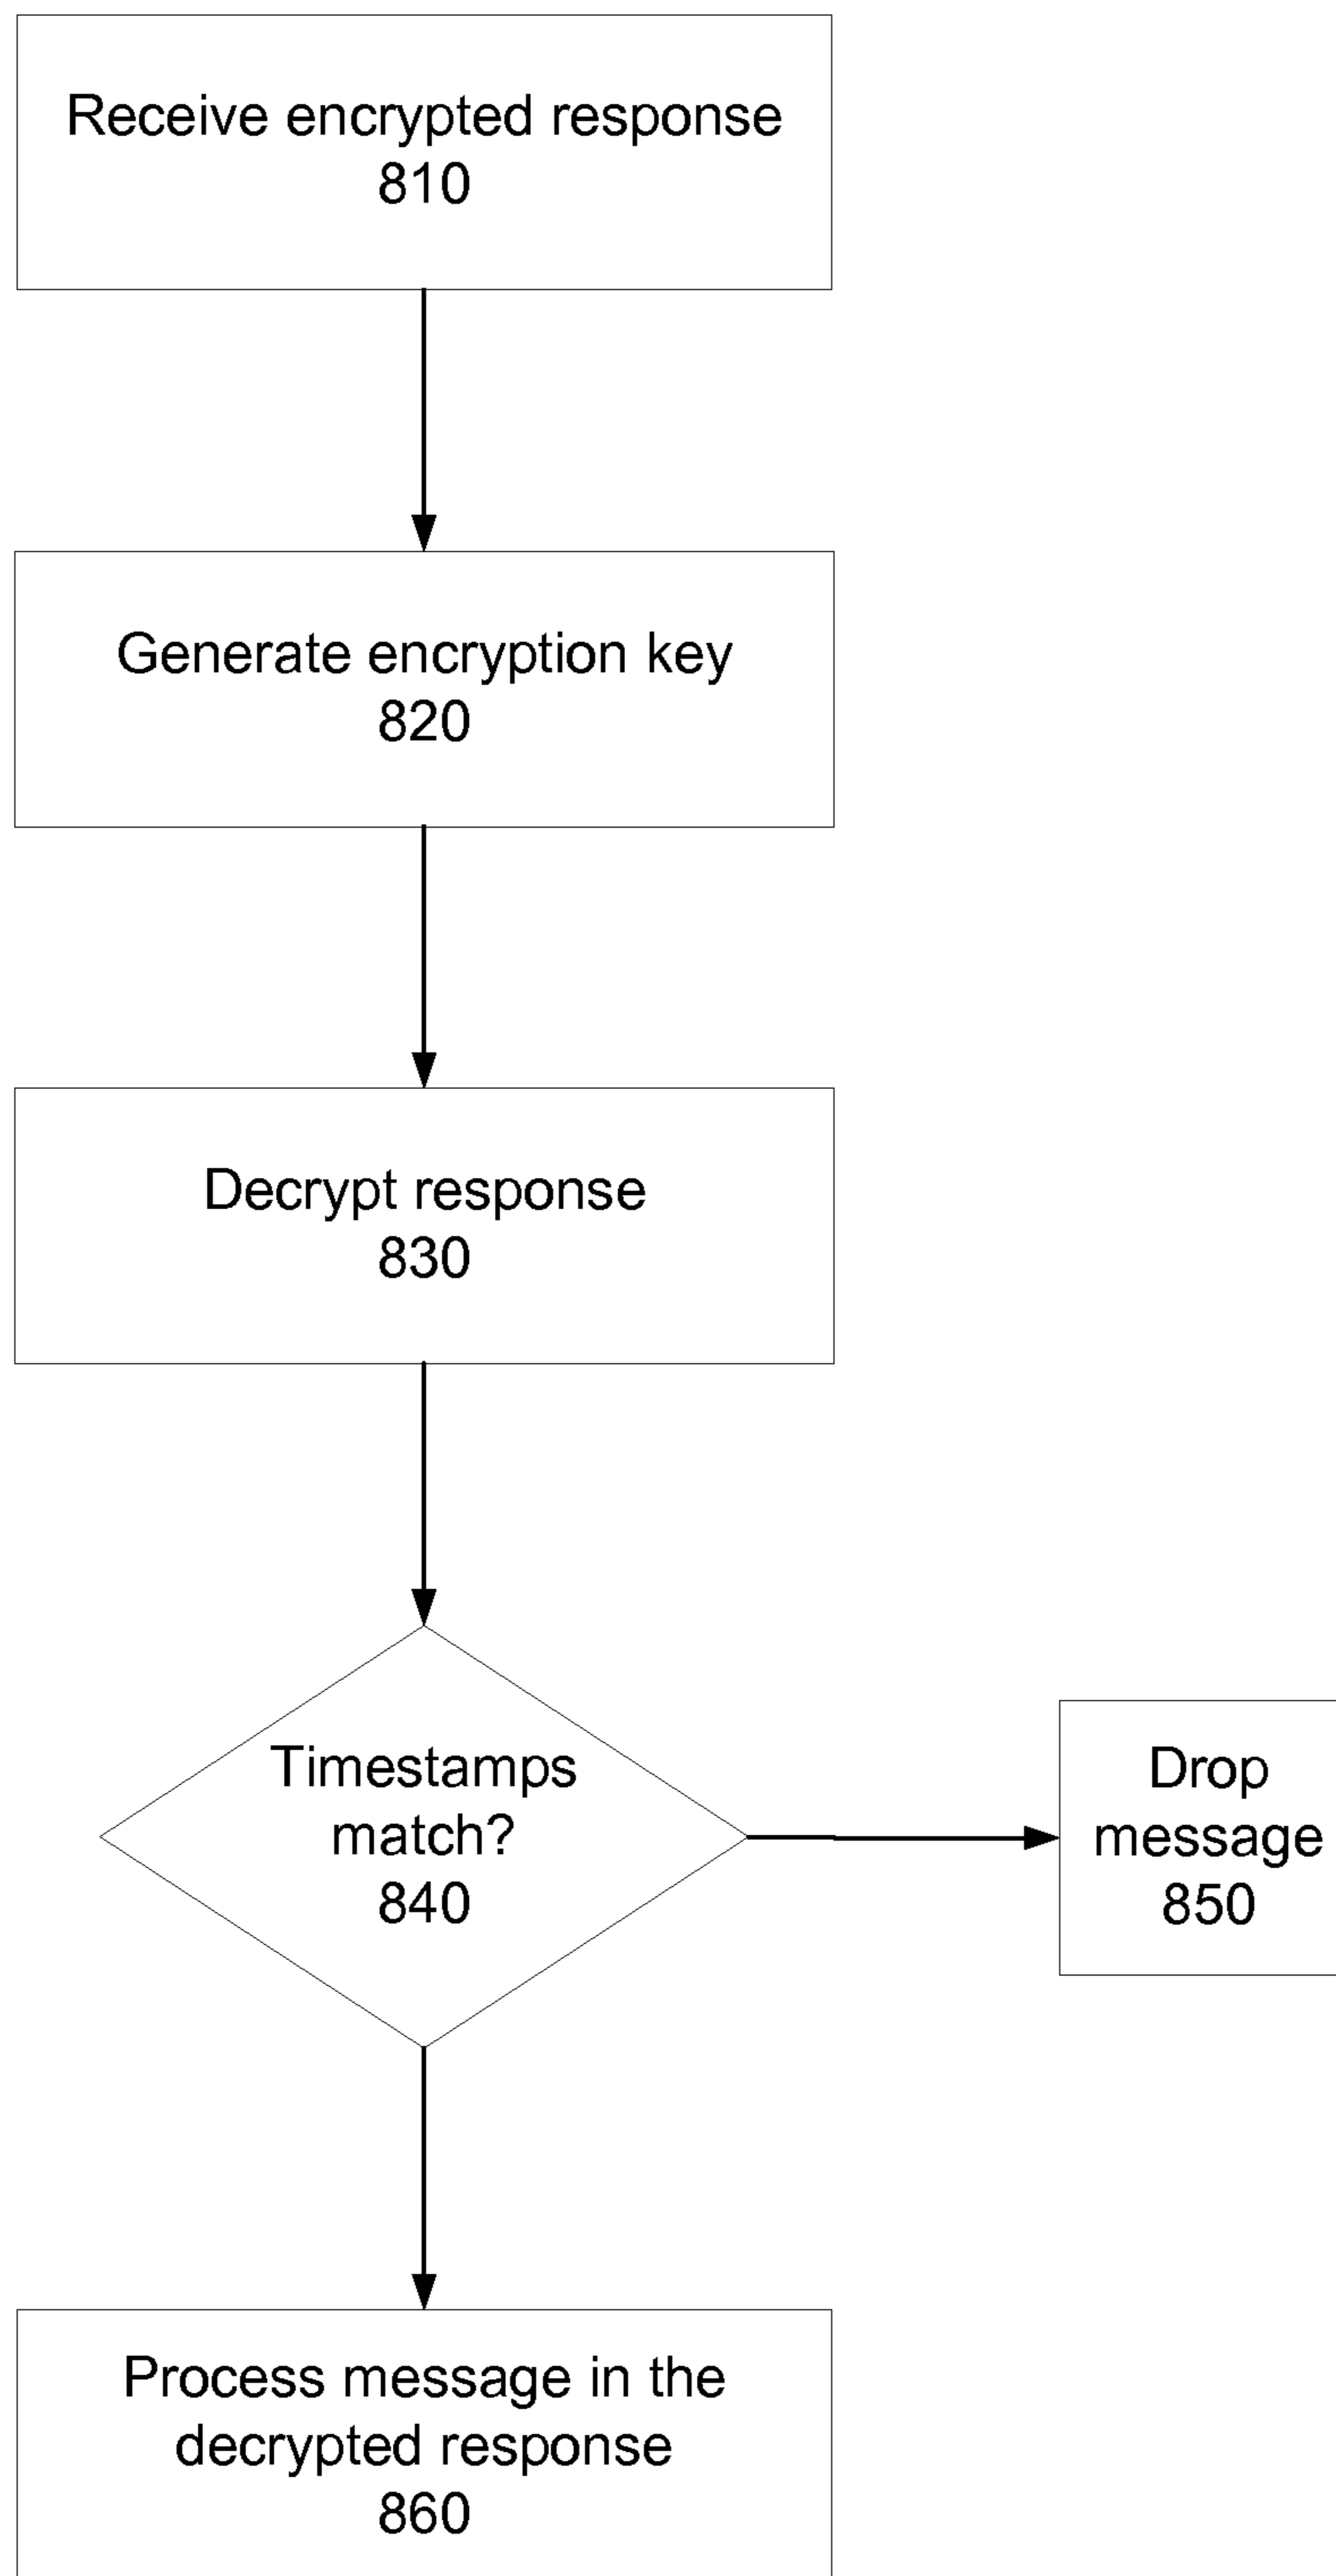 Receive encrypted response
810
Generate encryption key
820
Decrypt response
830
Timestamps
match?
840
Drop
message
850
Process message in the
decrypted response
860